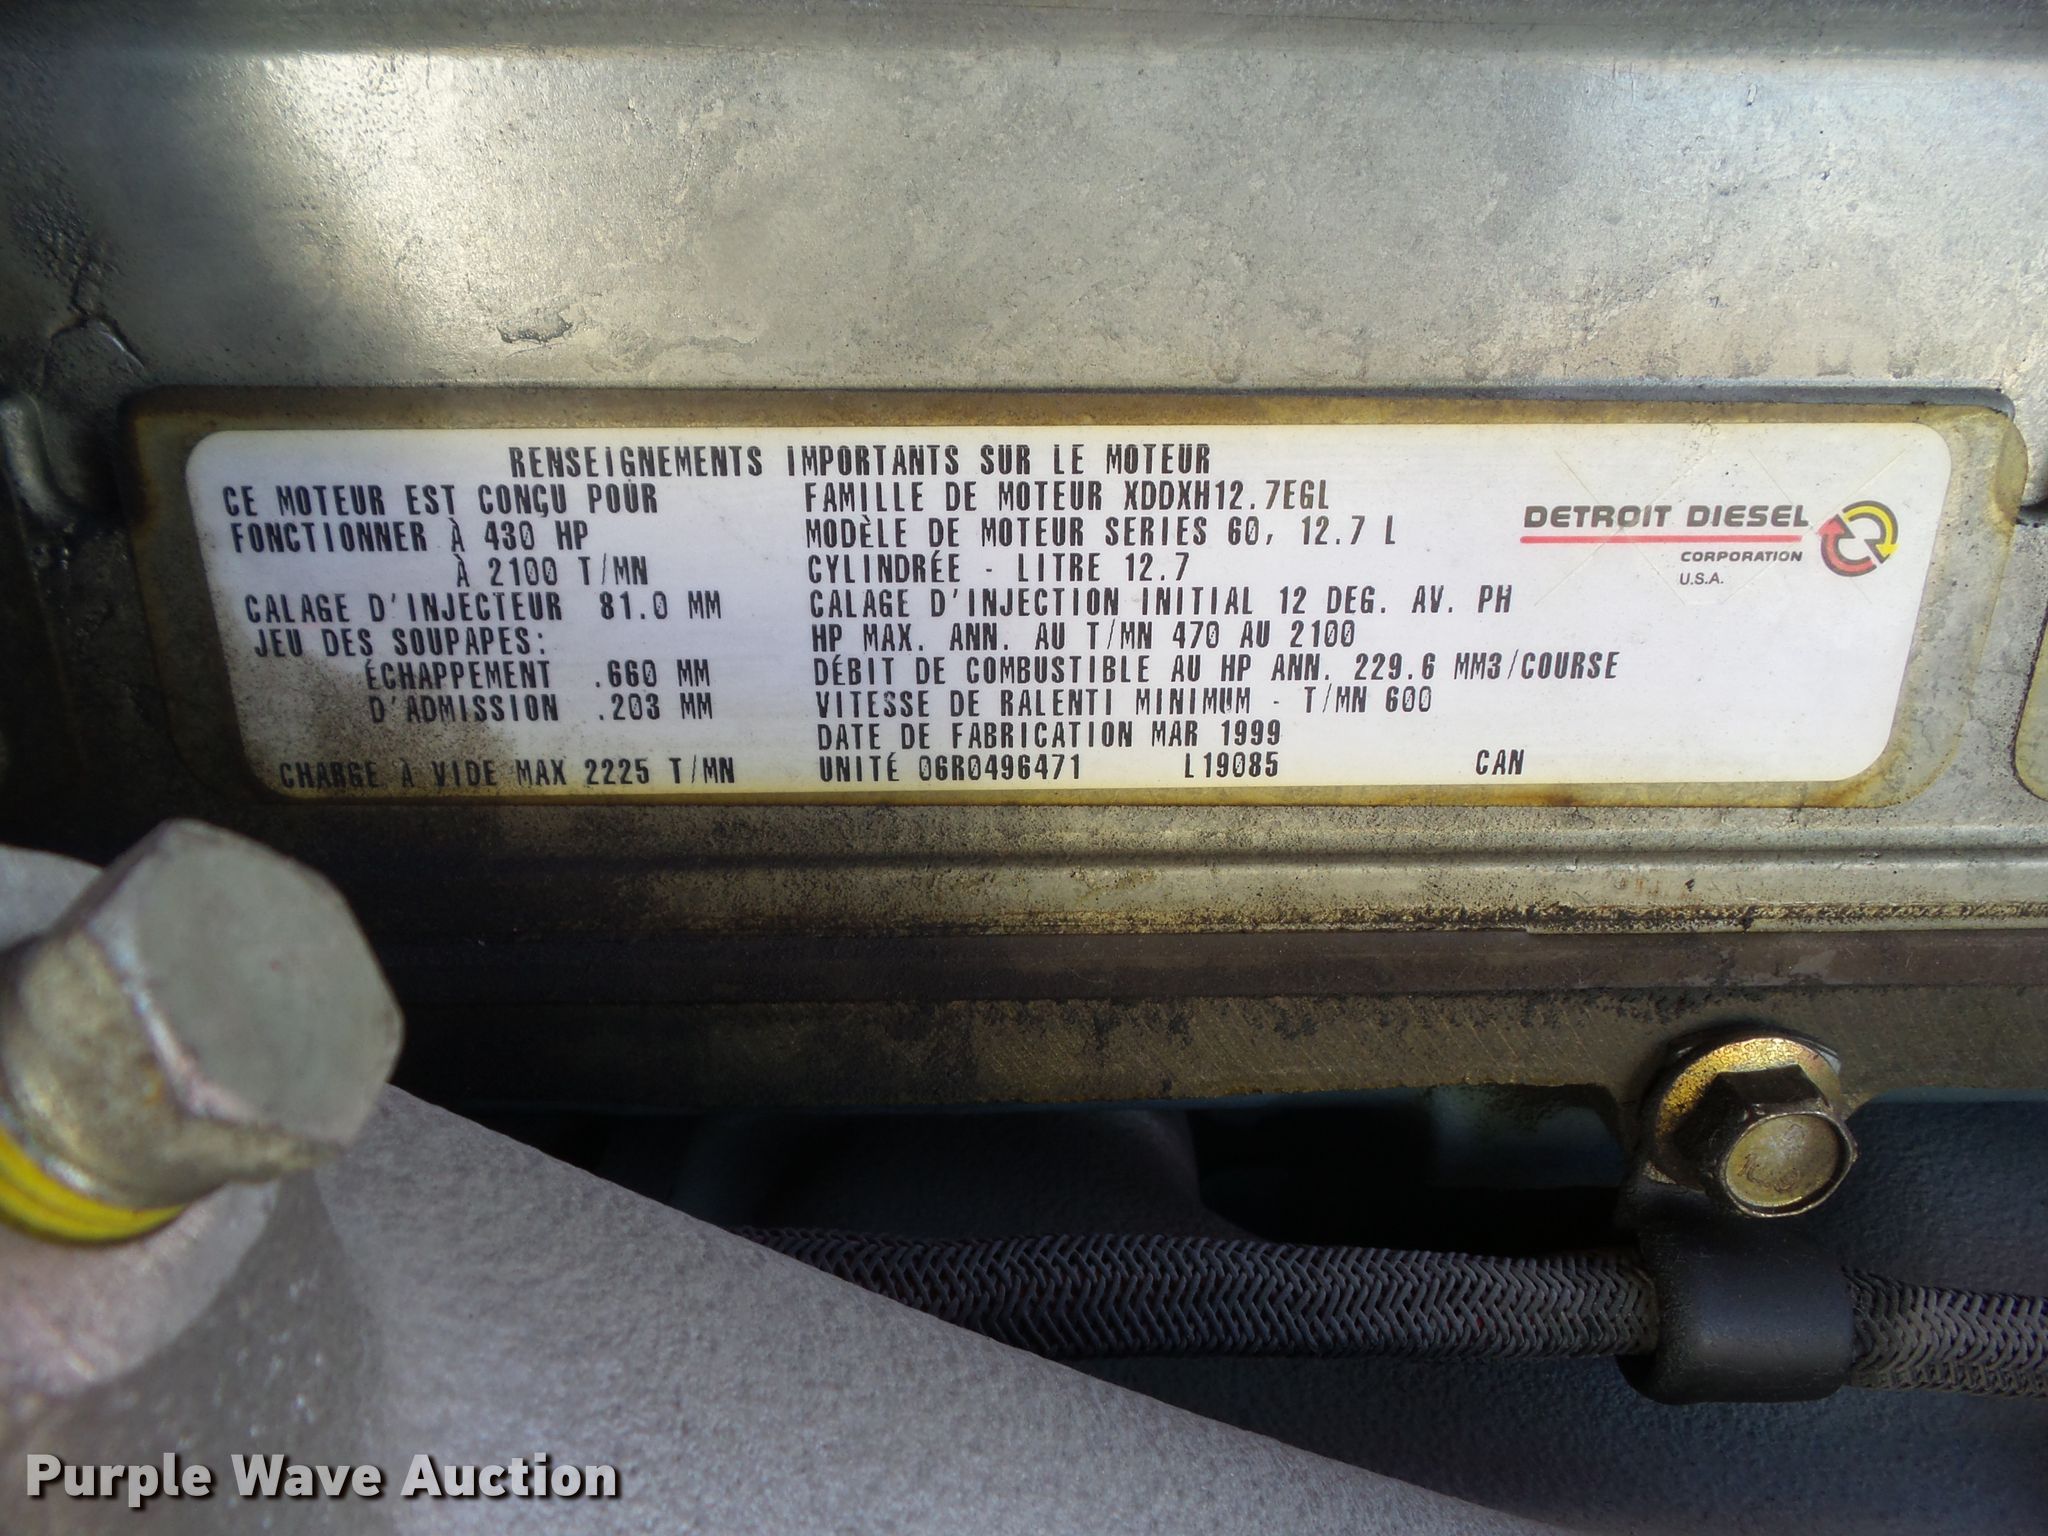 RENSEIGNEMENTS IMPORTANTS SUR LE MOTEUR
CE MOTEUR EST CONÇU POUR
FONCTIONNER À 430 HP
À 2100 T/MN
CALAGE D'INJECTEUR 81.0 MM
JEU DES SOUPAPES:
ÉCHAPPEMENT .660 MM
D'ADMISSION .203 MM
CHARGE À VIDE MAX 2225 T/MN
FAMILLE DE MOTEUR XDDXH12.7EGL
MODÈLE DE MOTEUR SERIES 60, 12.7 L
CYLINDRÉE - LITRE 12.7
CALAGE D'INJECTION INITIAL 12 DEG. AV. PH
HP MAX. ANN. AU T/MN 470 AU 2100
DÉBIT DE COMBUSTIBLE AU HP ANN. 229.6 MM3/COURSE
VITESSE DE RALENTI MINIMUM - T/MN 600
DATE DE FABRICATION MAR 1999
UNITÉ 06R0496471 L19085 CAN
DETROIT DIESEL
CORPORATION
U.S.A.
Purple Wave Auction